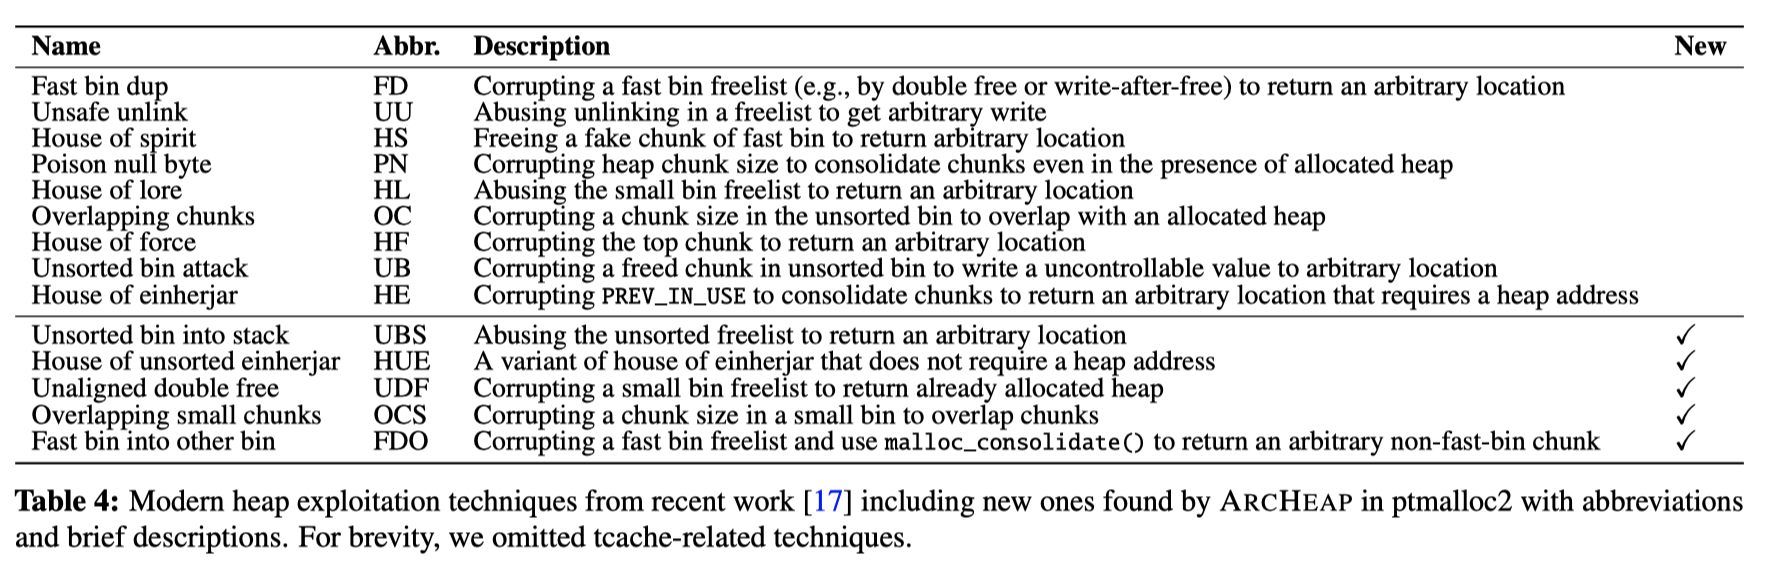 Name Abbr. Description New
Fast bin dup FD Corrupting a fast bin freelist (e.g., by double free or write-after-free) to return an arbitrary location
Unsafe unlink UU Abusing unlinking in a freelist to get arbitrary write
House of spirit HS Freeing a fake chunk of fast bin to return arbitrary location
Poison null byte PN Corrupting heap chunk size to consolidate chunks even in the presence of allocated heap
House of lore HL Abusing the small bin freelist to return an arbitrary location
Overlapping chunks OC Corrupting a chunk size in the unsorted bin to overlap with an allocated heap
House of force HF Corrupting the top chunk to return an arbitrary location
Unsorted bin attack UB Corrupting a freed chunk in unsorted bin to write a uncontrollable value to arbitrary location
House of einherjar HE Corrupting PREV_IN_USE to consolidate chunks to return an arbitrary location that requires a heap address
Unsorted bin into stack UBS Abusing the unsorted freelist to return an arbitrary location ✓
House of unsorted einherjar HUE A variant of house of einherjar that does not require a heap address ✓
Unaligned double free UDF Corrupting a small bin freelist to return already allocated heap ✓
Overlapping small chunks OCS Corrupting a chunk size in a small bin to overlap chunks ✓
Fast bin into other bin FDO Corrupting a fast bin freelist and use malloc_consolidate() to return an arbitrary non-fast-bin chunk ✓
Table 4: Modern heap exploitation techniques from recent work [17] including new ones found by ARCHEAP in ptmalloc2 with abbreviations
and brief descriptions. For brevity, we omitted tcache-related techniques.